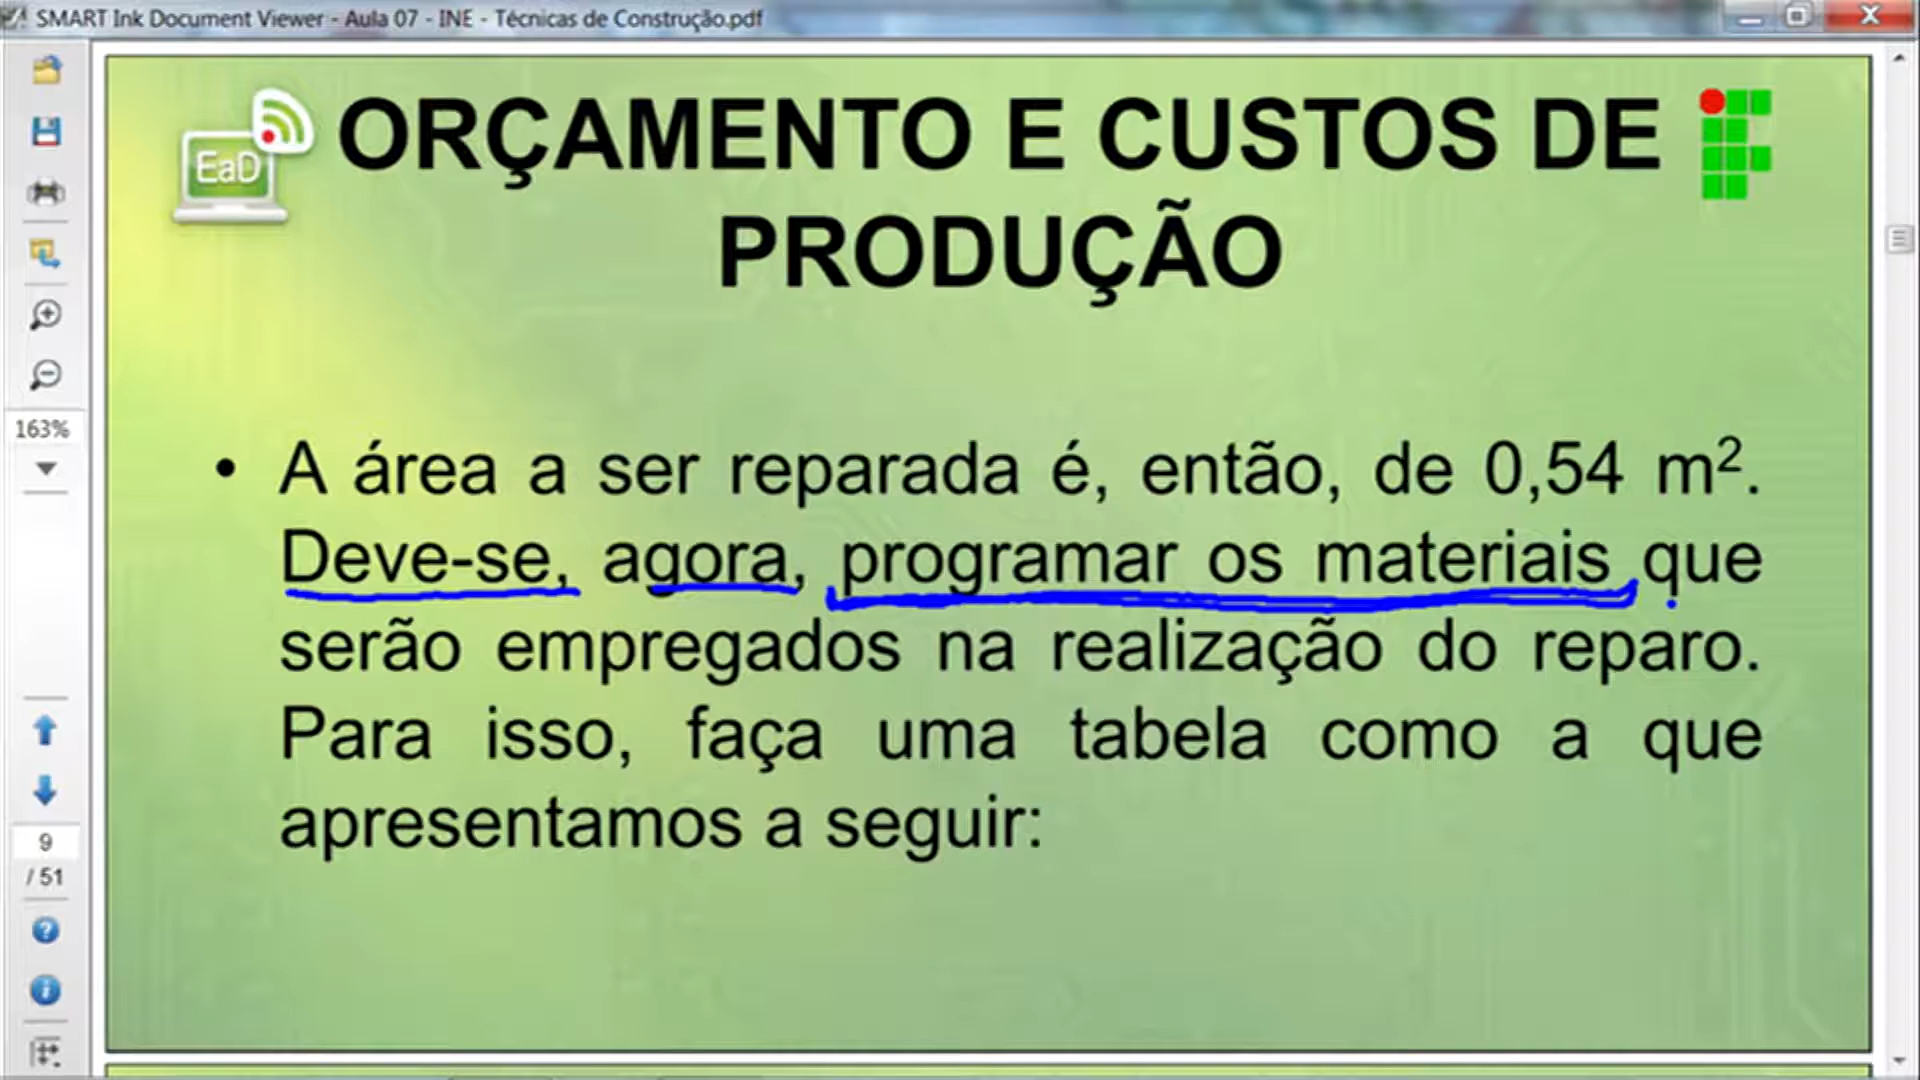 SMART Ink Document Viewer - Aula 07 - INE - Técnicas de Construção.pdf
EaD
ORÇAMENTO E CUSTOS DE
PRODUÇÃO
163%
• A área a ser reparada é, então, de 0,54 m².
Deve-se, agora, programar os materiais que
serão empregados na realização do reparo.
Para isso, faça uma tabela como a que
apresentamos a seguir:
9
/ 51